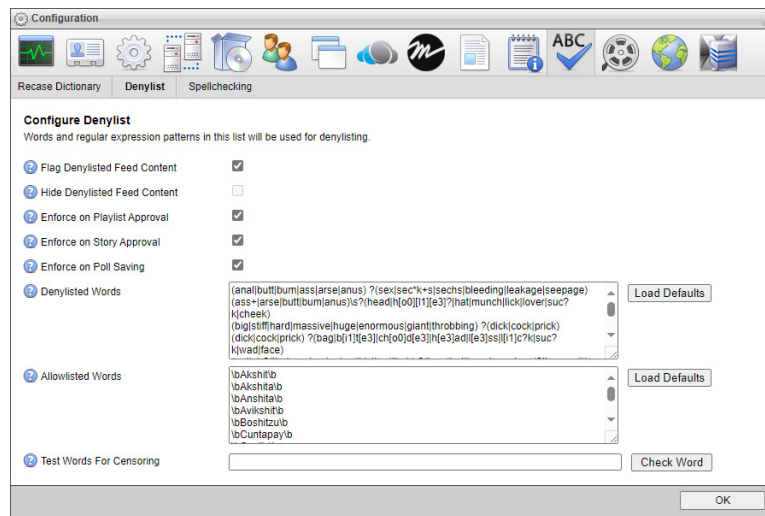 Configuration
ABC
Recase Dictionary Denylist Spellchecking
Configure Denylist
Words and regular expression patterns in this list will be used for denylisting.
Flag Denylisted Feed Content
Hide Denylisted Feed Content
Enforce on Playlist Approval
Enforce on Story Approval
Enforce on Poll Saving
Denylisted Words
(anal|butt|bum|ass|arse|anus) ?(sex|sec*k+s|sechs|bleeding|leakage|seepage)
(ass+|arse|butt|bum|anus)\s?(head|h[o0][l1][e3]?|hat|munch|lick|lover|suc?
k|cheek)
(big|stiff|hard|massive|huge|enormous|giant|throbbing) ?(dick|cock|prick)
(dick|cock|prick) ?(bag|b[i1]t[e3]|ch[o0]d[e3]|h[e3]ad|l[e3]ss|l[i1]c?k|suc?
k|wad|face)
Load Defaults
Allowlisted Words
\bAkshit\b
\bAkshita\b
\bAnshita\b
\bAvikshit\b
\bBoshitzu\b
\bCuntapay\b
Load Defaults
Test Words For Censoring
Check Word
OK